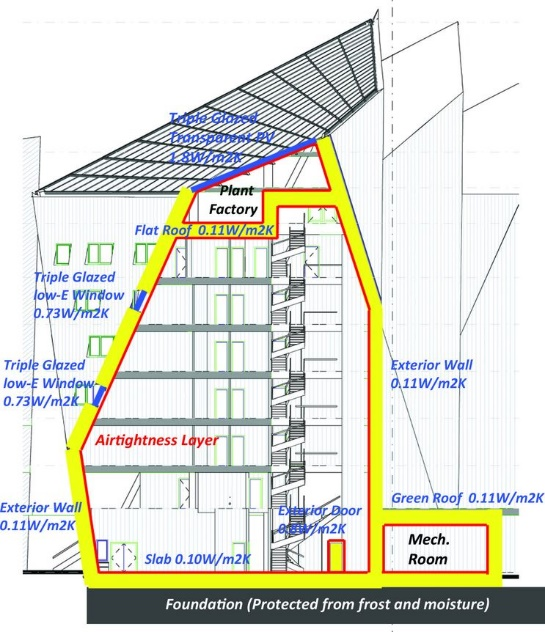 Triple Glazed
Transparent PV
1.8W/m2K
Plant
Factory
Flat Roof 0.11W/m2K
Triple Glazed
low-E Window
0.73W/m2K
Triple Glazed
low-E Window
0.73W/m2K
Exterior Wall
0.11W/m2K
Airtightness Layer
Exterior Wall
0.11W/m2K
Exterior Door
Green Roof 0.11W/m2K
Slab 0.10W/m2K
Mech.
Room
Foundation (Protected from frost and moisture)